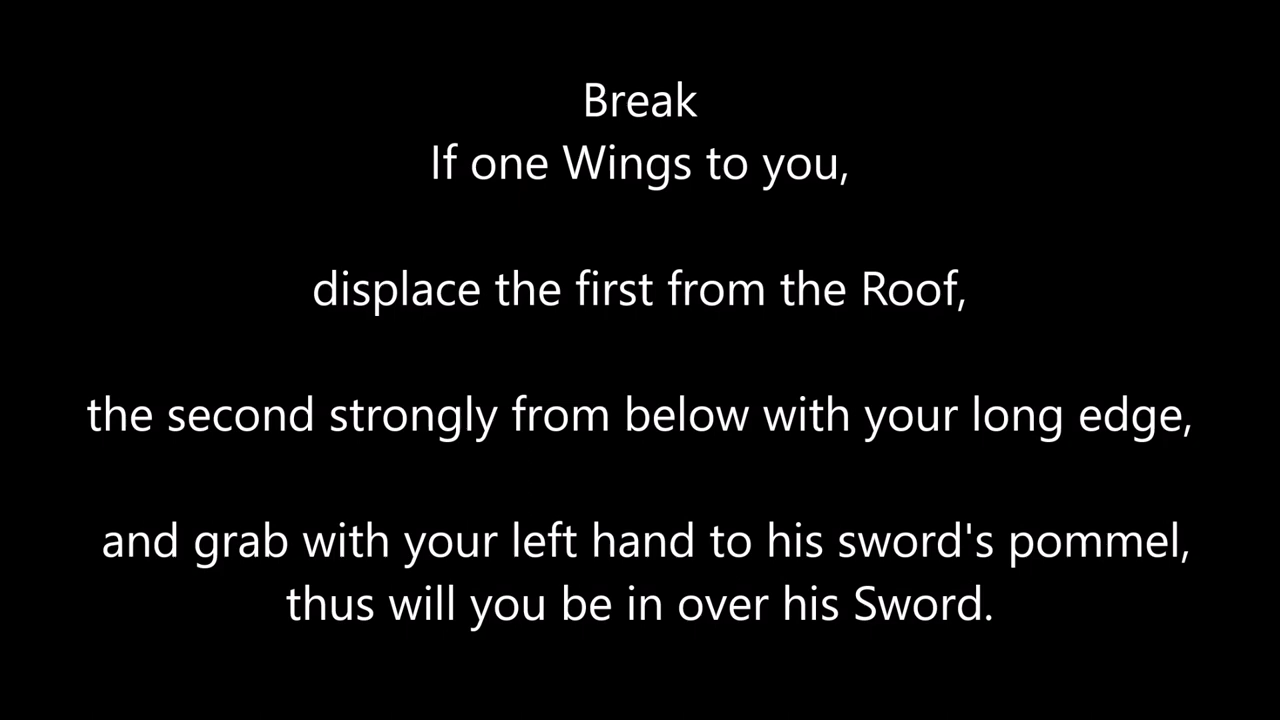 Break
If one Wings to you,
displace the first from the Roof,
the second strongly from below with your long edge,
and grab with your left hand to his sword's pommel,
thus will you be in over his Sword.